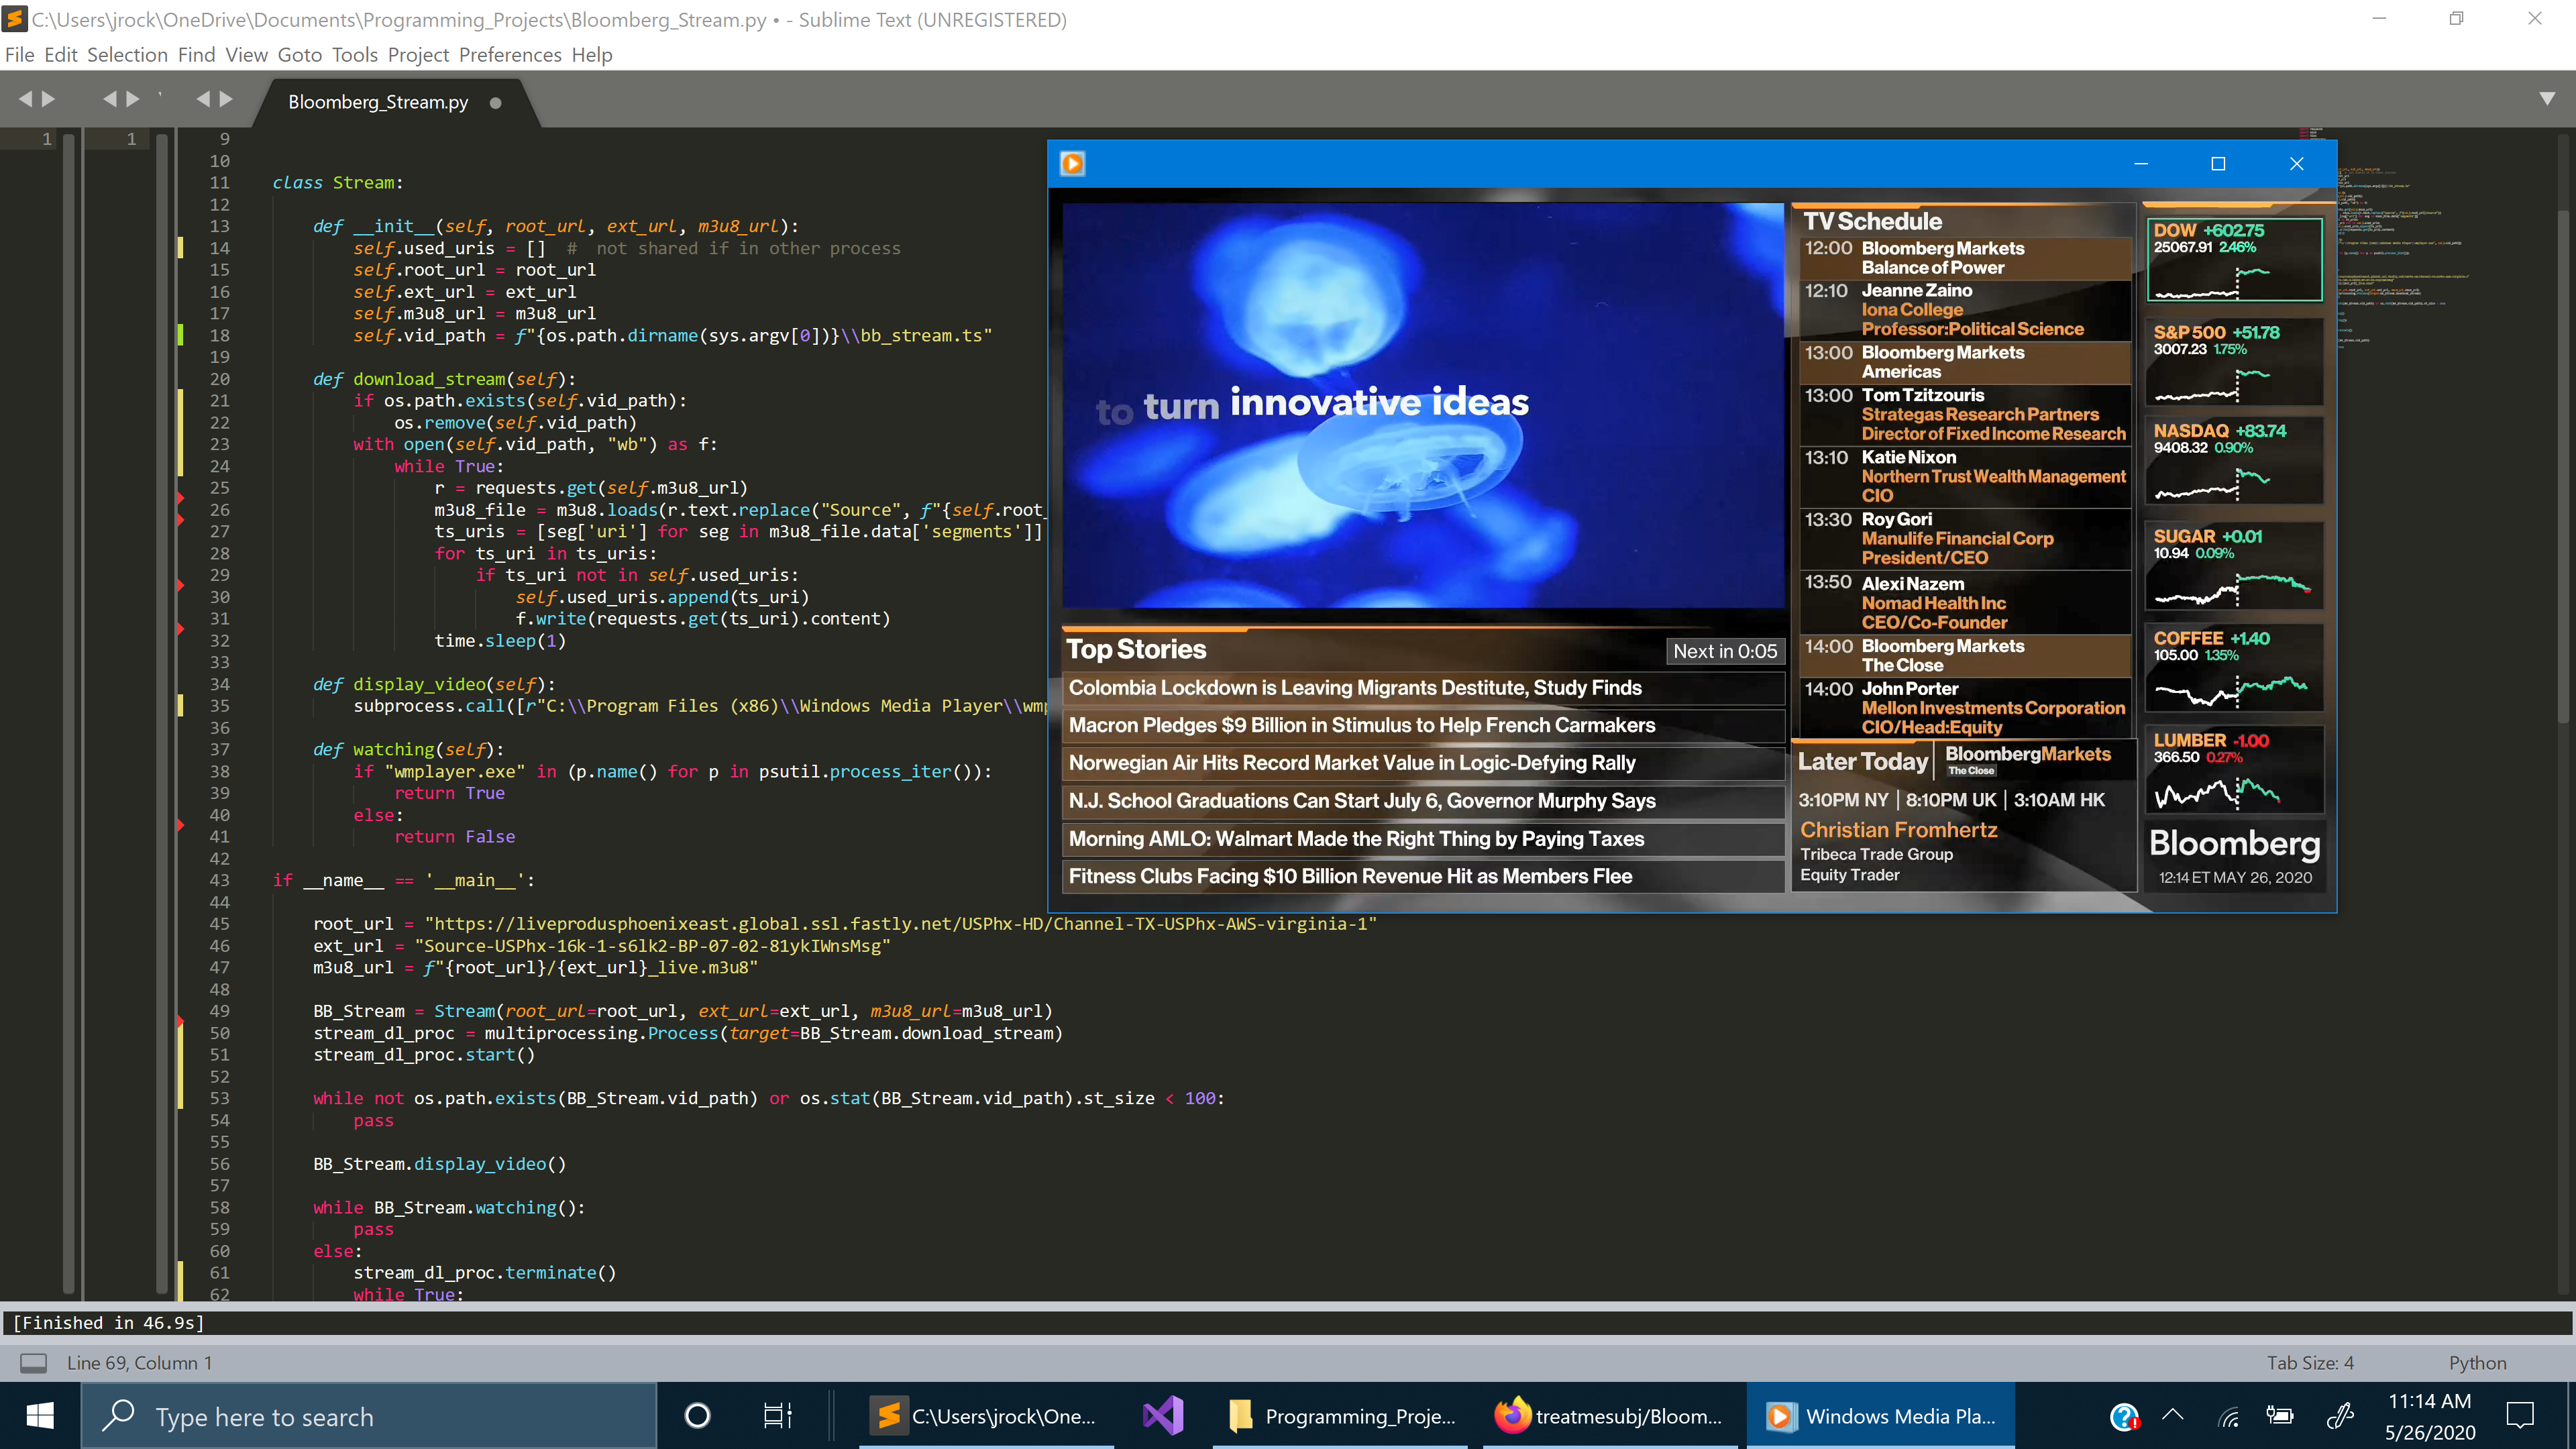 C:\Users\jrock\OneDrive\Documents\Programming_Projects\Bloomberg_Stream.py • - Sublime Text (UNREGISTERED)
File Edit Selection Find View Goto Tools Project Preferences Help
Bloomberg_Stream.py
1
1
9
10
11 class Stream:
12
13 def __init__(self, root_url, ext_url, m3u8_url):
14 self.used_uris = [] # not shared if in other process
15 self.root_url = root_url
16 self.ext_url = ext_url
17 self.m3u8_url = m3u8_url
18 self.vid_path = f"{os.path.dirname(sys.argv[0])}\\bb_stream.ts"
19
20 def download_stream(self):
21 if os.path.exists(self.vid_path):
22 os.remove(self.vid_path)
23 with open(self.vid_path, "wb") as f:
24 while True:
25 r = requests.get(self.m3u8_url)
26 m3u8_file = m3u8.loads(r.text.replace("Source", f"{self.root_
27 ts_uris = [seg['uri'] for seg in m3u8_file.data['segments']]
28 for ts_uri in ts_uris:
29 if ts_uri not in self.used_uris:
30 self.used_uris.append(ts_uri)
31 f.write(requests.get(ts_uri).content)
32 time.sleep(1)
33
34 def display_video(self):
35 subprocess.call([r"C:\\Program Files (x86)\\Windows Media Player\\wmp
36
37 def watching(self):
38 if "wmplayer.exe" in (p.name() for p in psutil.process_iter()):
39 return True
40 else:
41 return False
42
43 if __name__ == '__main__':
44
45 root_url = "https://liveprodusphoenixeast.global.ssl.fastly.net/USPhx-HD/Channel-TX-USPhx-AWS-virginia-1"
46 ext_url = "Source-USPhx-16k-1-s6lk2-BP-07-02-81ykIWnsMsg"
47 m3u8_url = f"{root_url}/{ext_url}_live.m3u8"
48
49 BB_Stream = Stream(root_url=root_url, ext_url=ext_url, m3u8_url=m3u8_url)
50 stream_dl_proc = multiprocessing.Process(target=BB_Stream.download_stream)
51 stream_dl_proc.start()
52
53 while not os.path.exists(BB_Stream.vid_path) or os.stat(BB_Stream.vid_path).st_size < 100:
54 pass
55
56 BB_Stream.display_video()
57
58 while BB_Stream.watching():
59 pass
60 else:
61 stream_dl_proc.terminate()
62 while True:
to turn innovative ideas
Top Stories
Next in 0:05
Colombia Lockdown is Leaving Migrants Destitute, Study Finds
Macron Pledges $9 Billion in Stimulus to Help French Carmakers
Norwegian Air Hits Record Market Value in Logic-Defying Rally
N.J. School Graduations Can Start July 6, Governor Murphy Says
Morning AMLO: Walmart Made the Right Thing by Paying Taxes
Fitness Clubs Facing $10 Billion Revenue Hit as Members Flee
TV Schedule
12:00 Bloomberg Markets
Balance of Power
12:10 Jeanne Zaino
Iona College
Professor:Political Science
13:00 Bloomberg Markets
Americas
13:00 Tom Tzitzouris
Strategas Research Partners
Director of Fixed Income Research
13:10 Katie Nixon
Northern Trust Wealth Management
CIO
13:30 Roy Gori
Manulife Financial Corp
President/CEO
13:50 Alexi Nazem
Nomad Health Inc
CEO/Co-Founder
14:00 Bloomberg Markets
The Close
14:00 John Porter
Mellon Investments Corporation
CIO/Head:Equity
Later Today
BloombergMarkets
The Close
3:10PM NY | 8:10PM UK | 3:10AM HK
Christian Fromhertz
Tribeca Trade Group
Equity Trader
DOW +602.75
25067.91 2.46%
S&P 500 +51.78
3007.23 1.75%
NASDAQ +83.74
9408.32 0.90%
SUGAR +0.01
10.94 0.09%
COFFEE +1.40
105.00 1.35%
LUMBER -1.00
366.50 0.27%
Bloomberg
12:14 ET MAY 26, 2020
[Finished in 46.9s]
Line 69, Column 1
Tab Size: 4
Python
Type here to search
C:\Users\jrock\One...
Programming_Proje...
treatmesubj/Bloom...
Windows Media Pla...
11:14 AM
5/26/2020